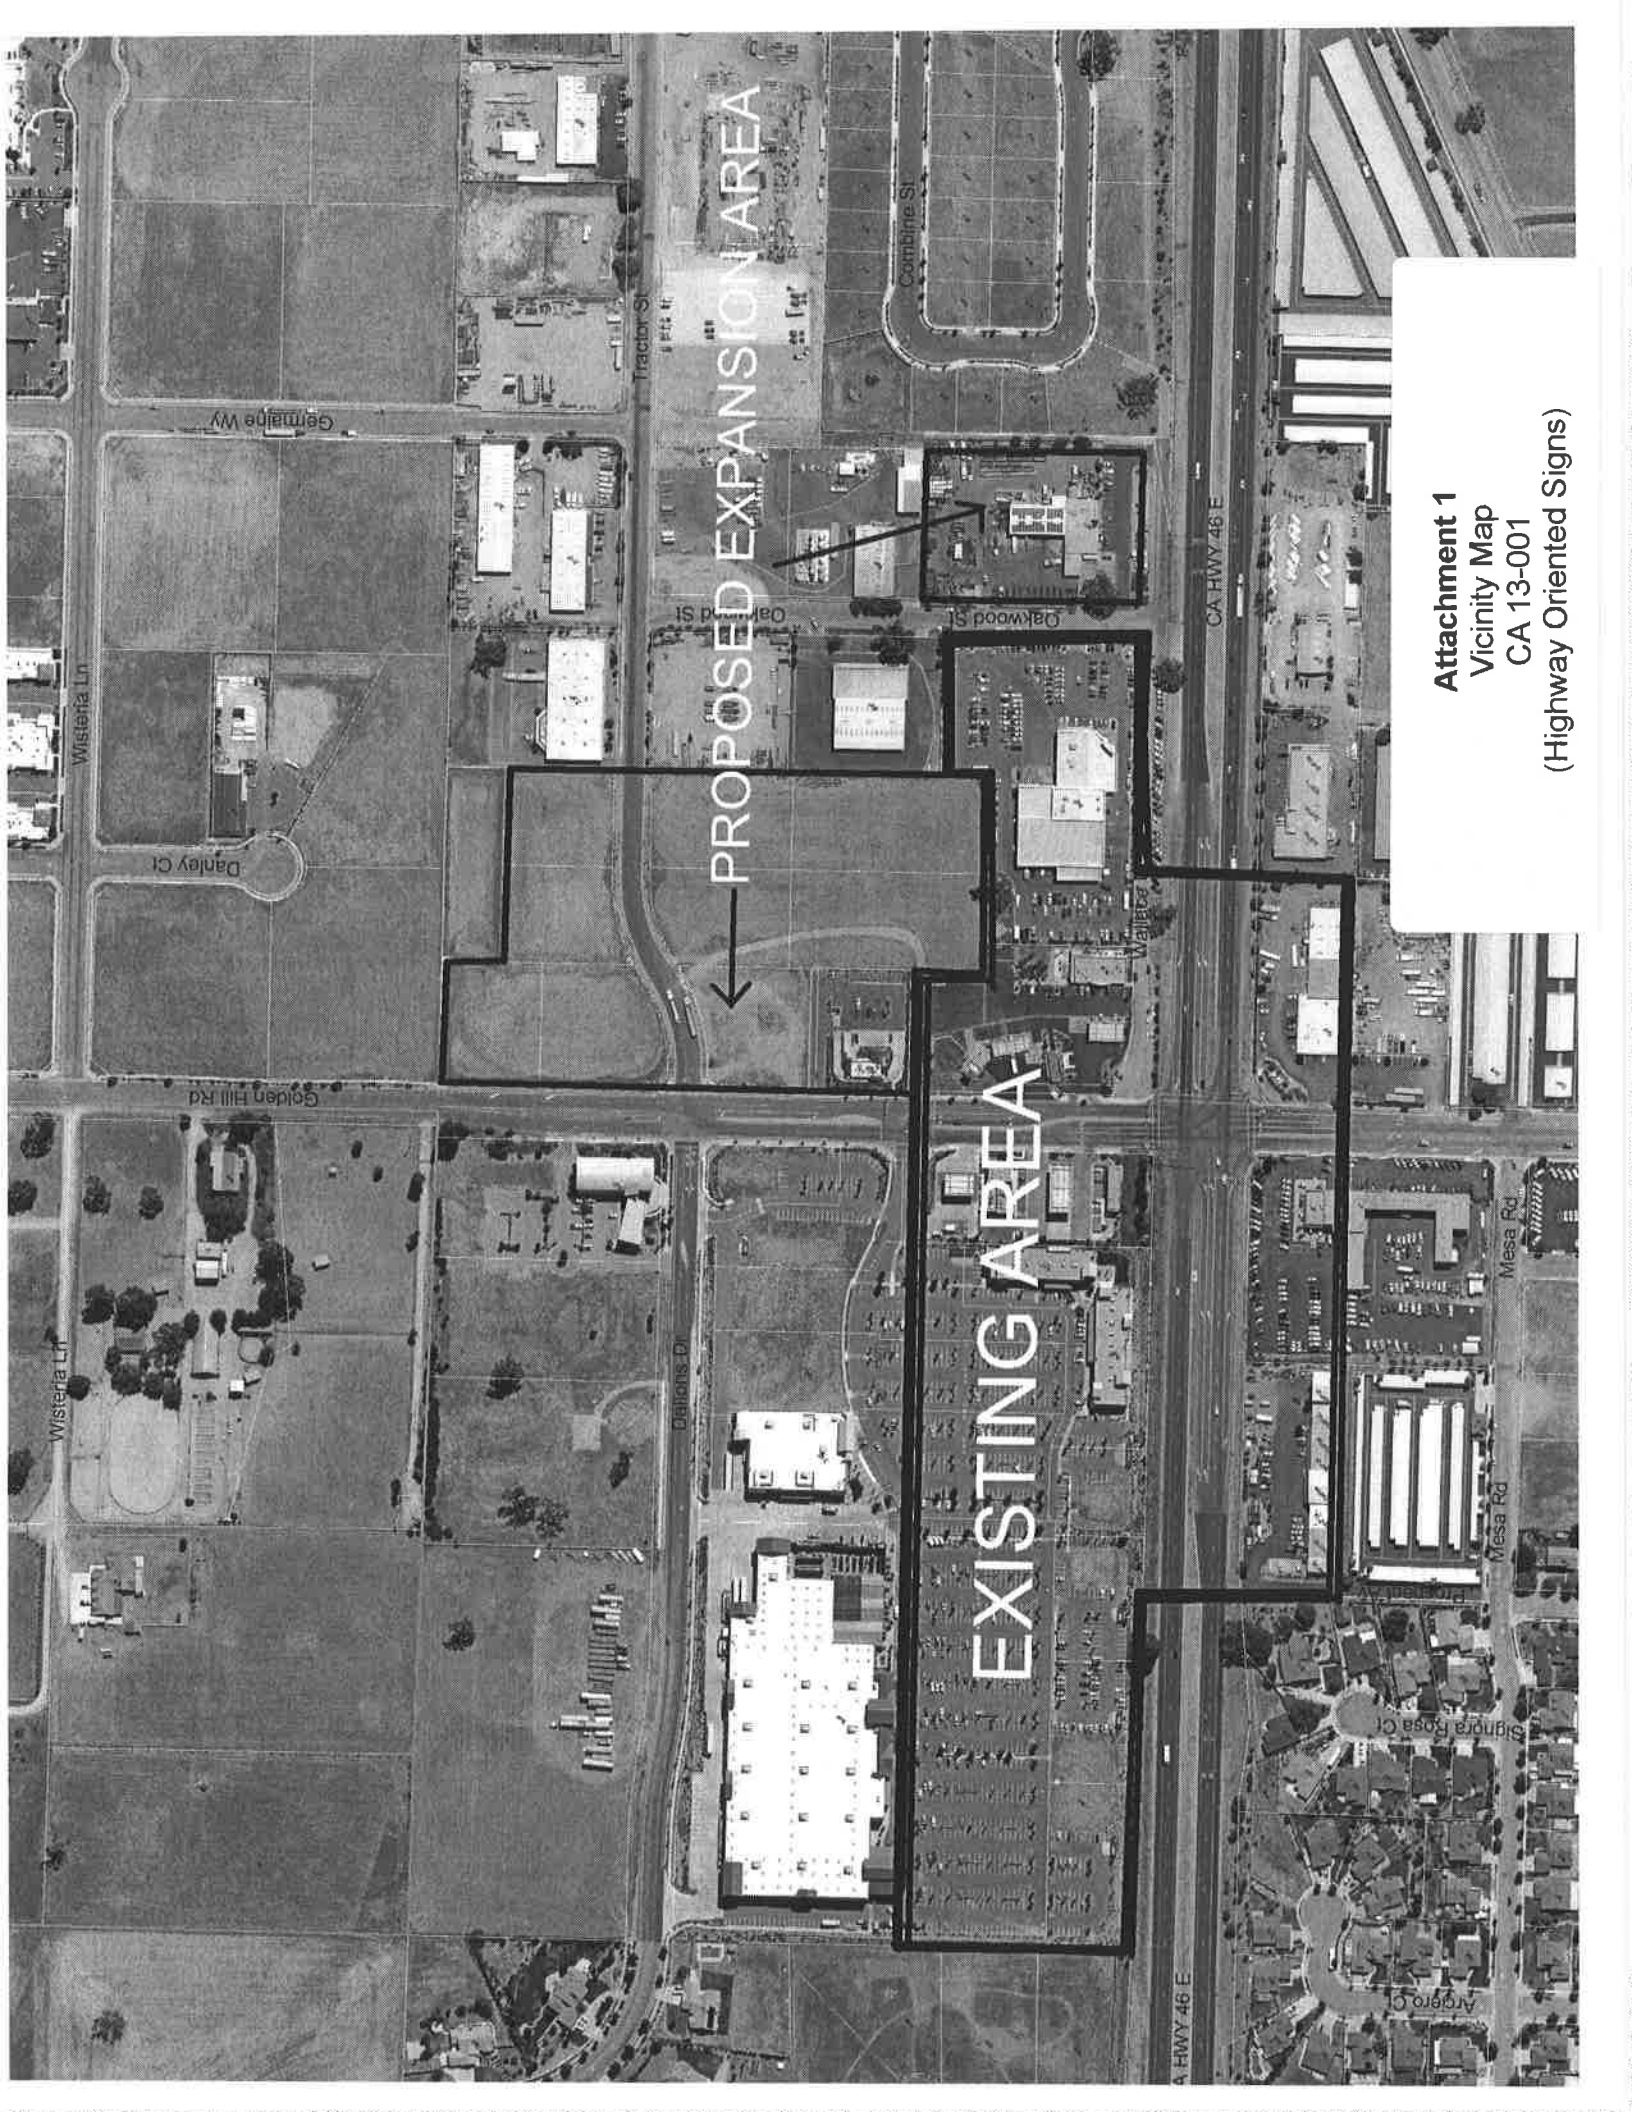 Wisteria Ln
Wisteria Ln
Danley Ct
Germaine Wy
Golden Hill Rd
Dallons Dr
Tractor St
PROPOSED EXPANSION AREA
Oakwood St
Oakwood St
Combine St
EXISTING AREA
Wallace
CA HWY 46 E
A HWY 46 E
Prospect Av
Signora Rosa Ct
Argero Ct
Mesa Rd
Mesa Rd
Attachment 1
Vicinity Map
CA 13-001
(Highway Oriented Signs)